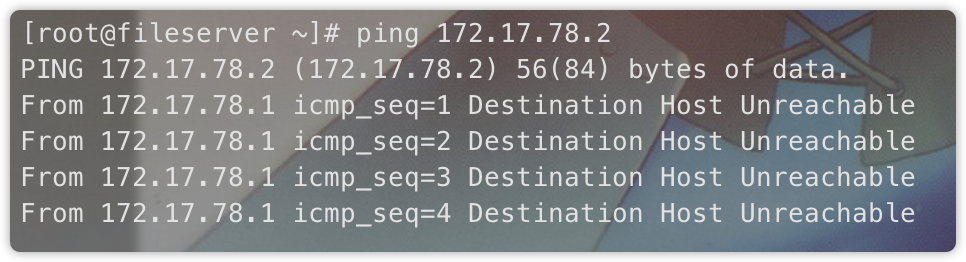 [root@fileserver ~]# ping 172.17.78.2
PING 172.17.78.2 (172.17.78.2) 56(84) bytes of data.
From 172.17.78.1 icmp_seq=1 Destination Host Unreachable
From 172.17.78.1 icmp_seq=2 Destination Host Unreachable
From 172.17.78.1 icmp_seq=3 Destination Host Unreachable
From 172.17.78.1 icmp_seq=4 Destination Host Unreachable